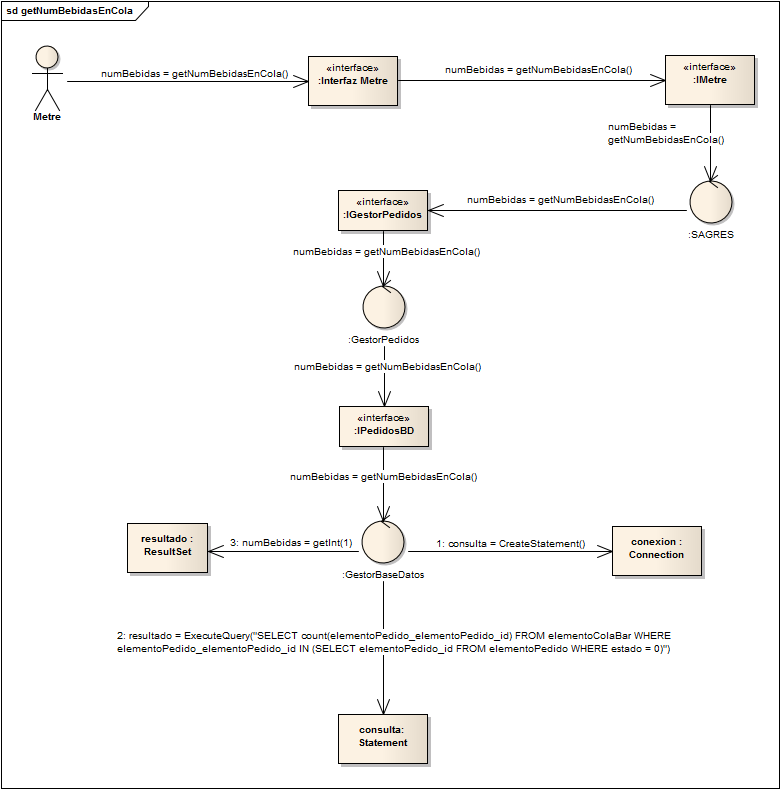 sd getNumBebidasEnCola
Metre
numBebidas = getNumBebidasEnCola()
«interface»
:Interfaz Metre
numBebidas = getNumBebidasEnCola()
«interface»
:IMetre
numBebidas =
getNumBebidasEnCola()
:SAGRES
numBebidas = getNumBebidasEnCola()
«interface»
:IGestorPedidos
numBebidas = getNumBebidasEnCola()
:GestorPedidos
numBebidas = getNumBebidasEnCola()
«interface»
:IPedidosBD
numBebidas = getNumBebidasEnCola()
resultado :
ResultSet
3: numBebidas = getInt(1)
:GestorBaseDatos
1: consulta = CreateStatement()
conexion :
Connection
2: resultado = ExecuteQuery("SELECT count(elementoPedido_elementoPedido_id) FROM elementoColaBar WHERE
elementoPedido_elementoPedido_id IN (SELECT elementoPedido_id FROM elementoPedido WHERE estado = 0)")
consulta:
Statement